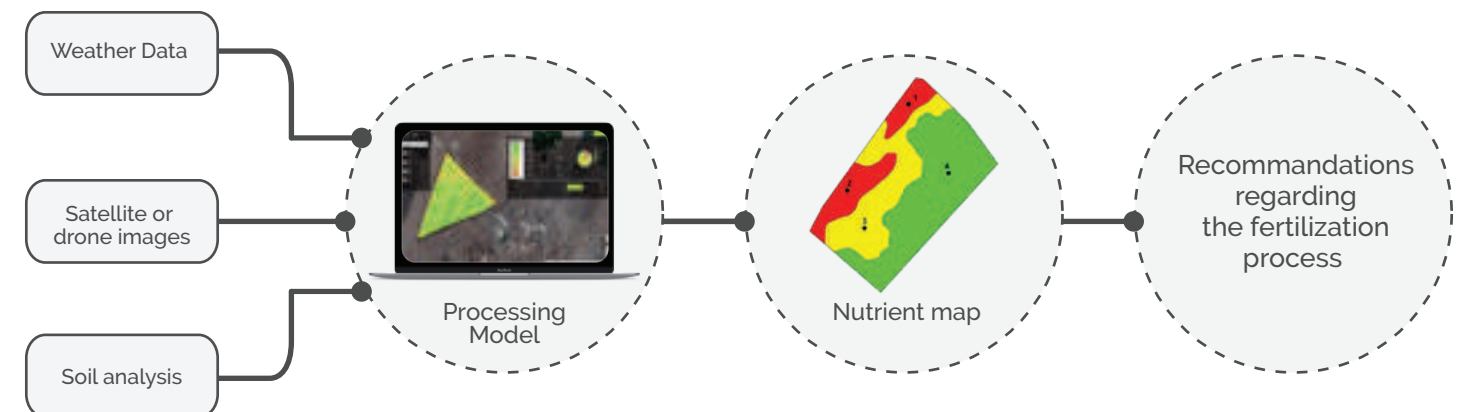 Weather Data
Satellite or
drone images
Soil analysis
Processing
Model
Nutrient map
Recommandations
regarding
the fertilization
process